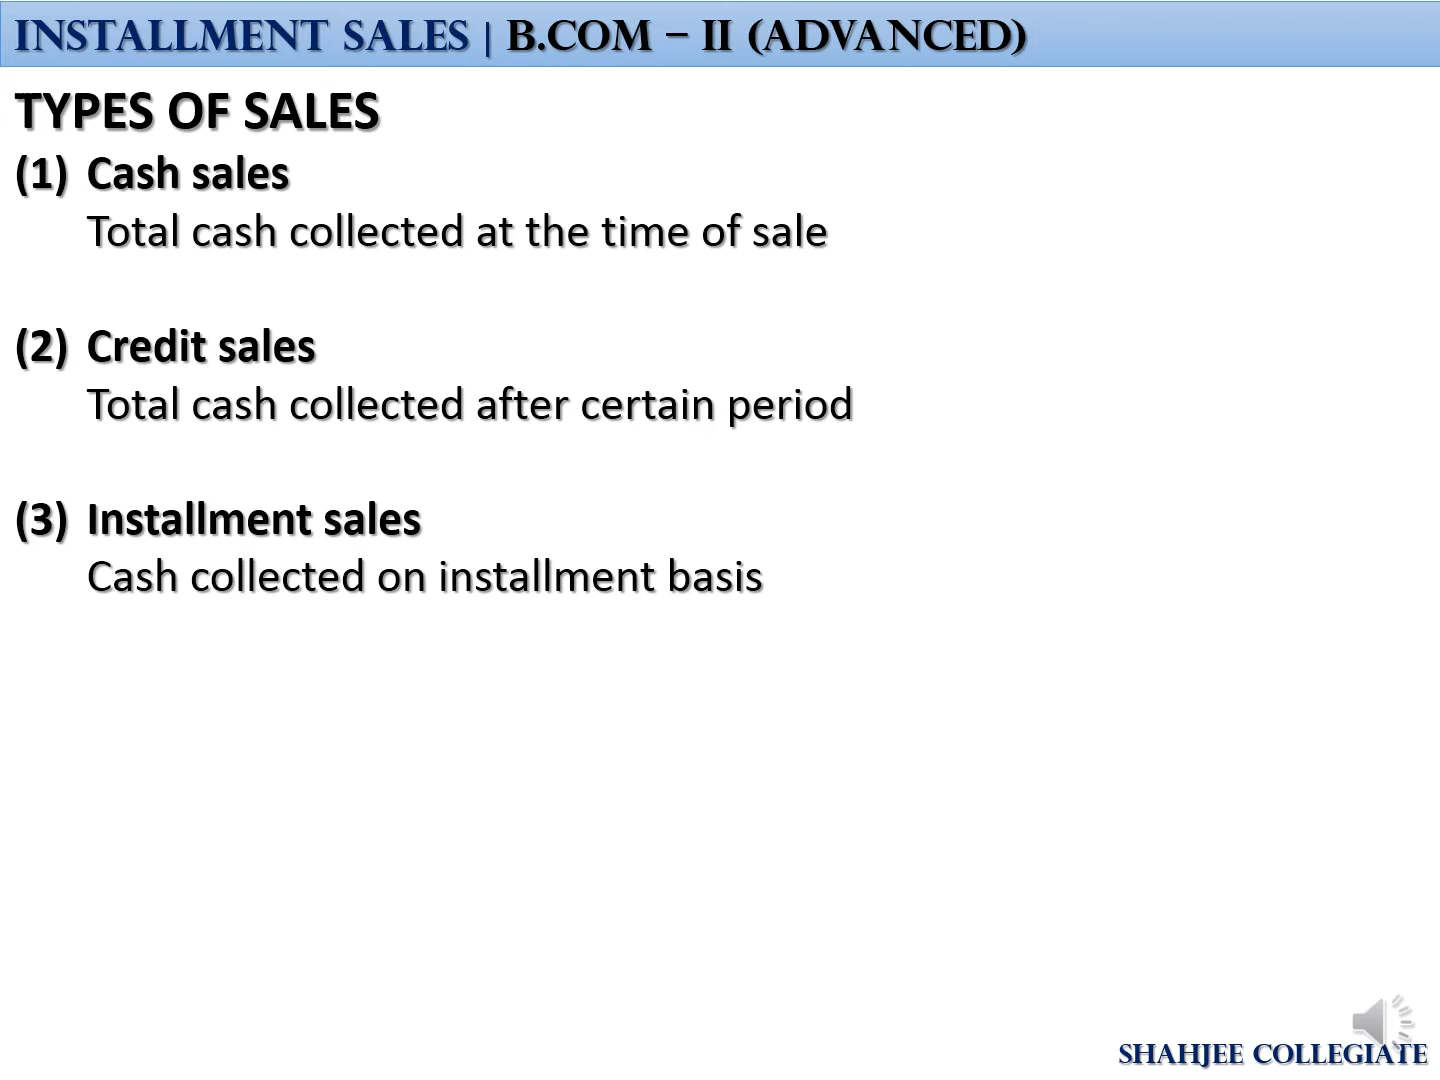 INSTALLMENT SALES | B.COM – II (ADVANCED)
TYPES OF SALES
(1) Cash sales
Total cash collected at the time of sale
(2) Credit sales
Total cash collected after certain period
(3) Installment sales
Cash collected on installment basis
SHAHJEE COLLEGIATE